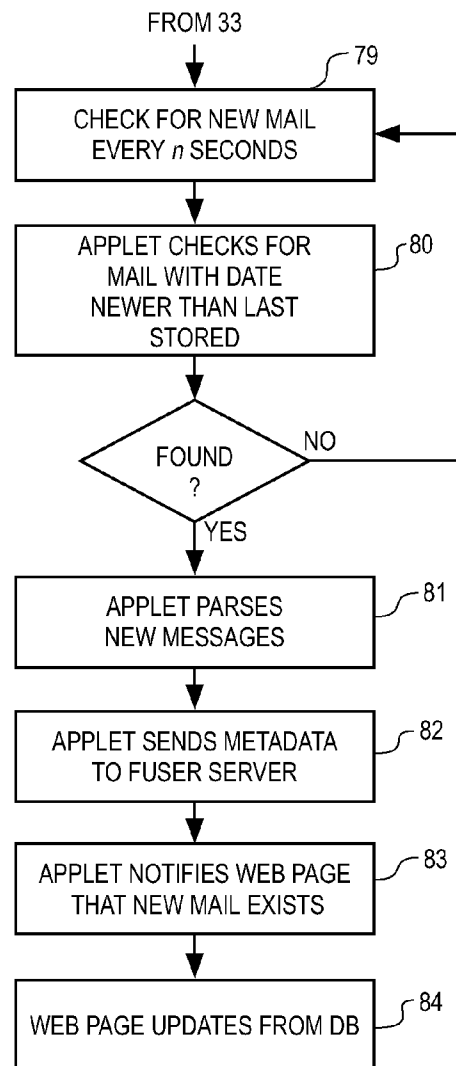 FROM 33
79
CHECK FOR NEW MAIL
EVERY n SECONDS
80
APPLET CHECKS FOR
MAIL WITH DATE
NEWER THAN LAST
STORED
FOUND
?
NO
YES
81
APPLET PARSES
NEW MESSAGES
82
APPLET SENDS METADATA
TO FUSER SERVER
83
APPLET NOTIFIES WEB PAGE
THAT NEW MAIL EXISTS
84
WEB PAGE UPDATES FROM DB